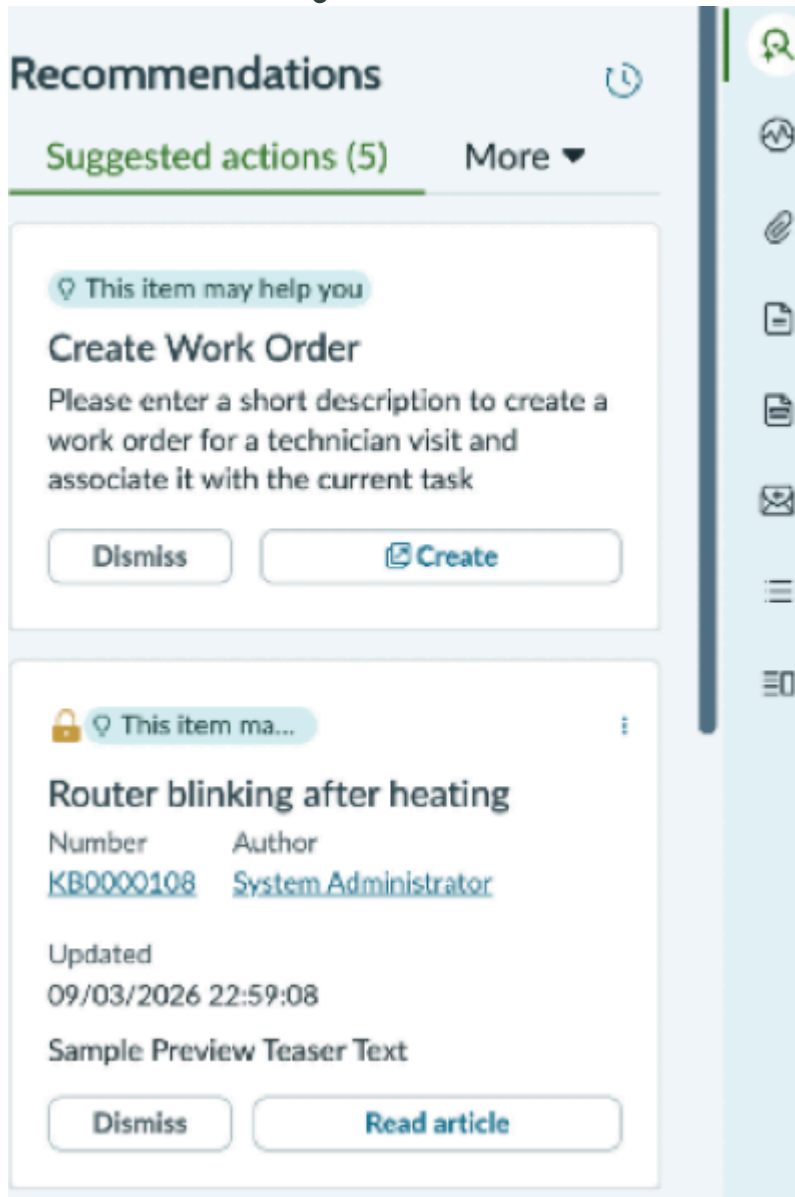 Recommendations
Suggested actions (5) More
This item may help you
Create Work Order
Please enter a short description to create a
work order for a technician visit and
associate it with the current task
Dismiss Create
This item ma...
Router blinking after heating
Number Author
KB0000108 System Administrator
Updated
09/03/2026 22:59:08
Sample Preview Teaser Text
Dismiss Read article